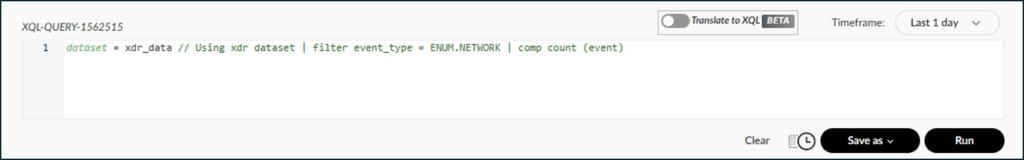 XQL-QUERY-1562515
Translate to XQL BETA
Timeframe: Last 1 day
1 dataset = xdr_data // Using xdr dataset | filter event_type = ENUM.NETWORK | comp count (event)
Clear Save as Run